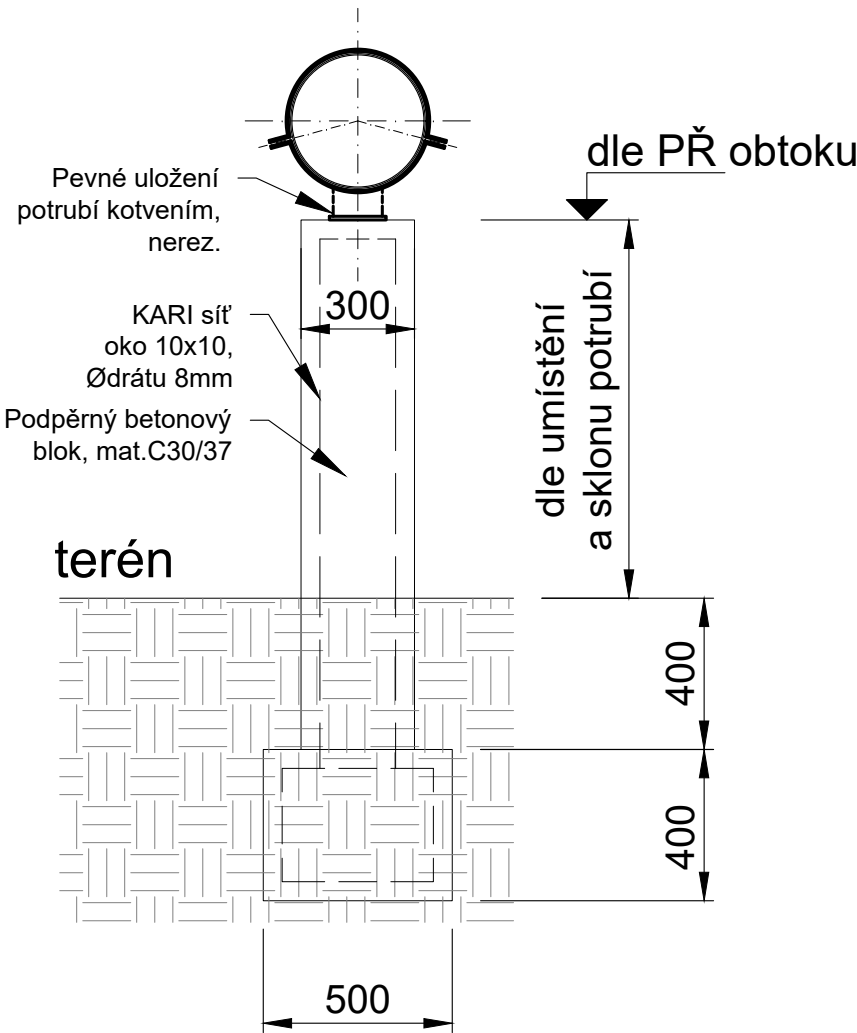 dle PŘ obtoku
Pevné uložení
potrubí kotvením,
nerez.
300
KARI síť
oko 10x10,
Ødrátu 8mm
Podpěrný betonový
blok, mat.C30/37
dle umístění
a sklonu potrubí
terén
400
400
500